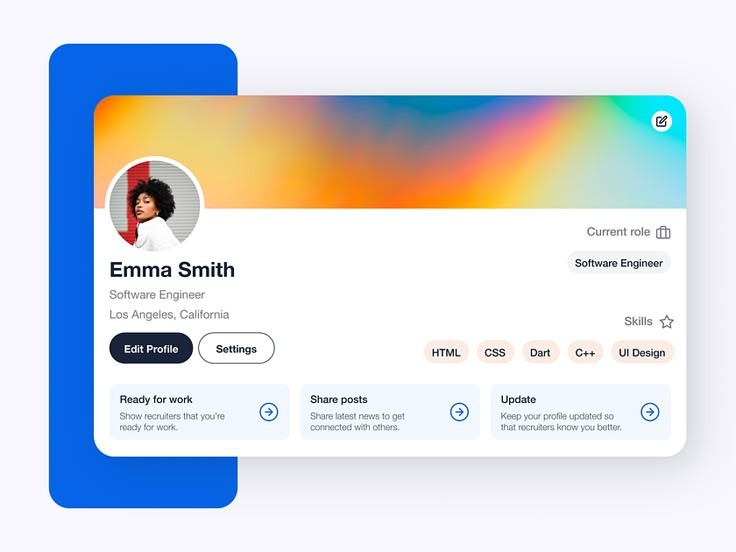 Current role
Software Engineer
Emma Smith
Software Engineer
Los Angeles, California
Skills
Edit Profile
Settings
HTML
CSS
Dart
C++
UI Design
Ready for work
Show recruiters that you're
ready for work.
Share posts
Share latest news to get
connected with others.
Update
Keep your profile updated so
that recruiters know you better.